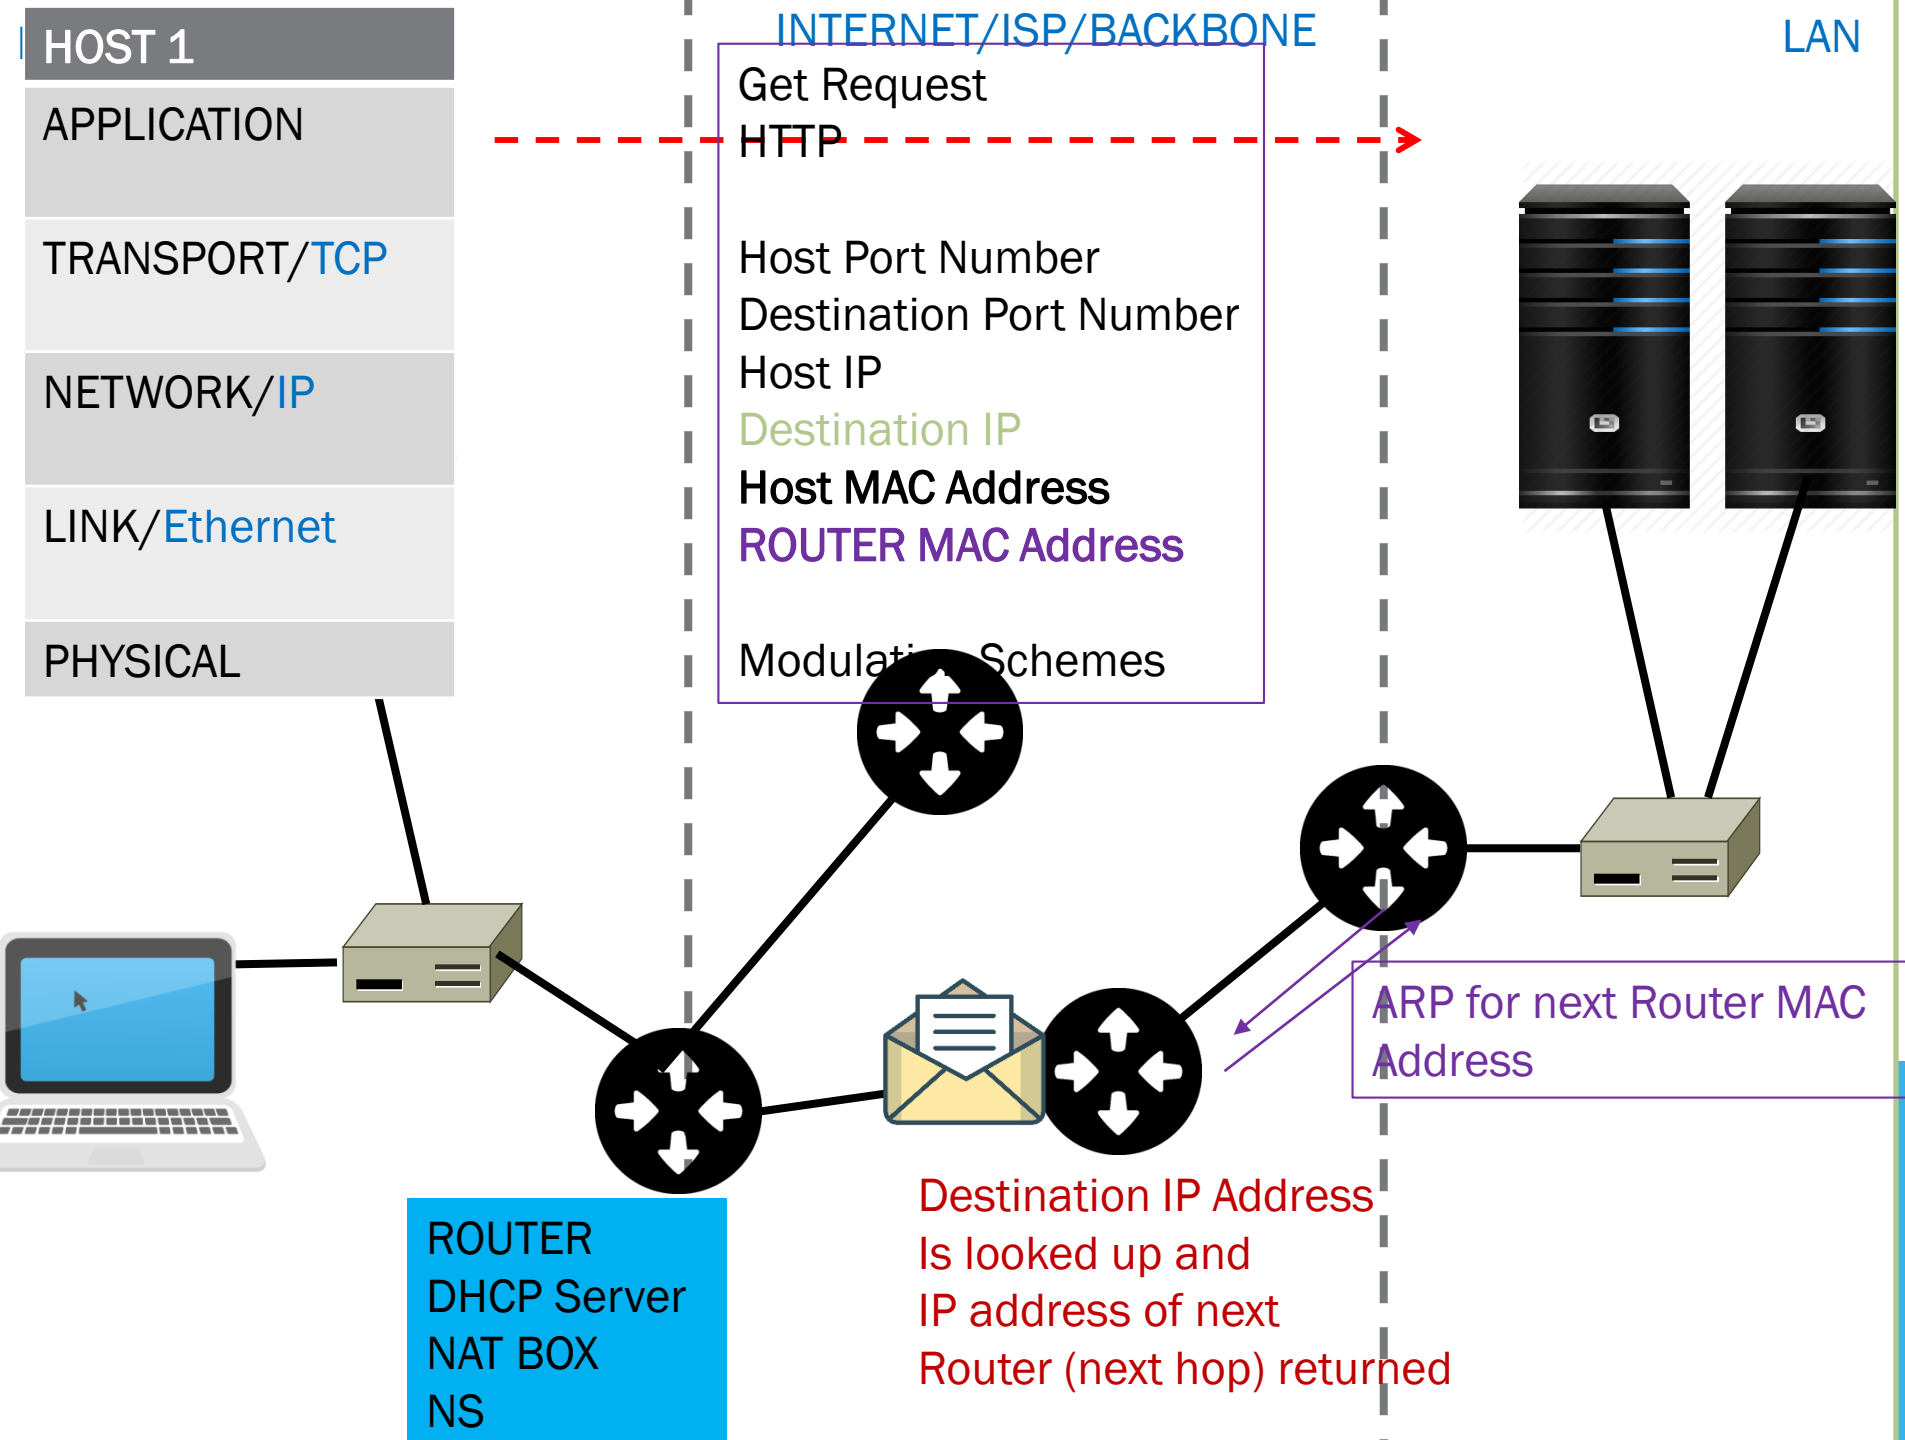 HOST 1
APPLICATION
TRANSPORT/TCP
NETWORK/IP
LINK/Ethernet
PHYSICAL
INTERNET/ISP/BACKBONE
Get Request
HTTP
Host Port Number
Destination Port Number
Host IP
Destination IP
Host MAC Address
ROUTER MAC Address
Modulation Schemes
LAN
ARP for next Router MAC
Address
ROUTER
DHCP Server
NAT BOX
NS
Destination IP Address
Is looked up and
IP address of next
Router (next hop) returned